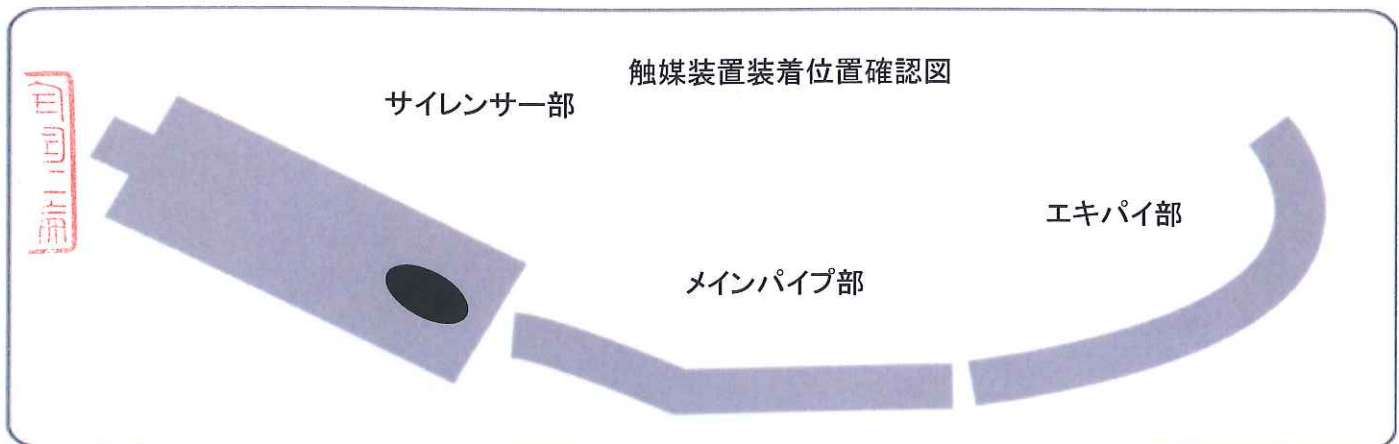 触媒装置装着位置確認図
サイレンサー部
エキパイ部
メインパイプ部